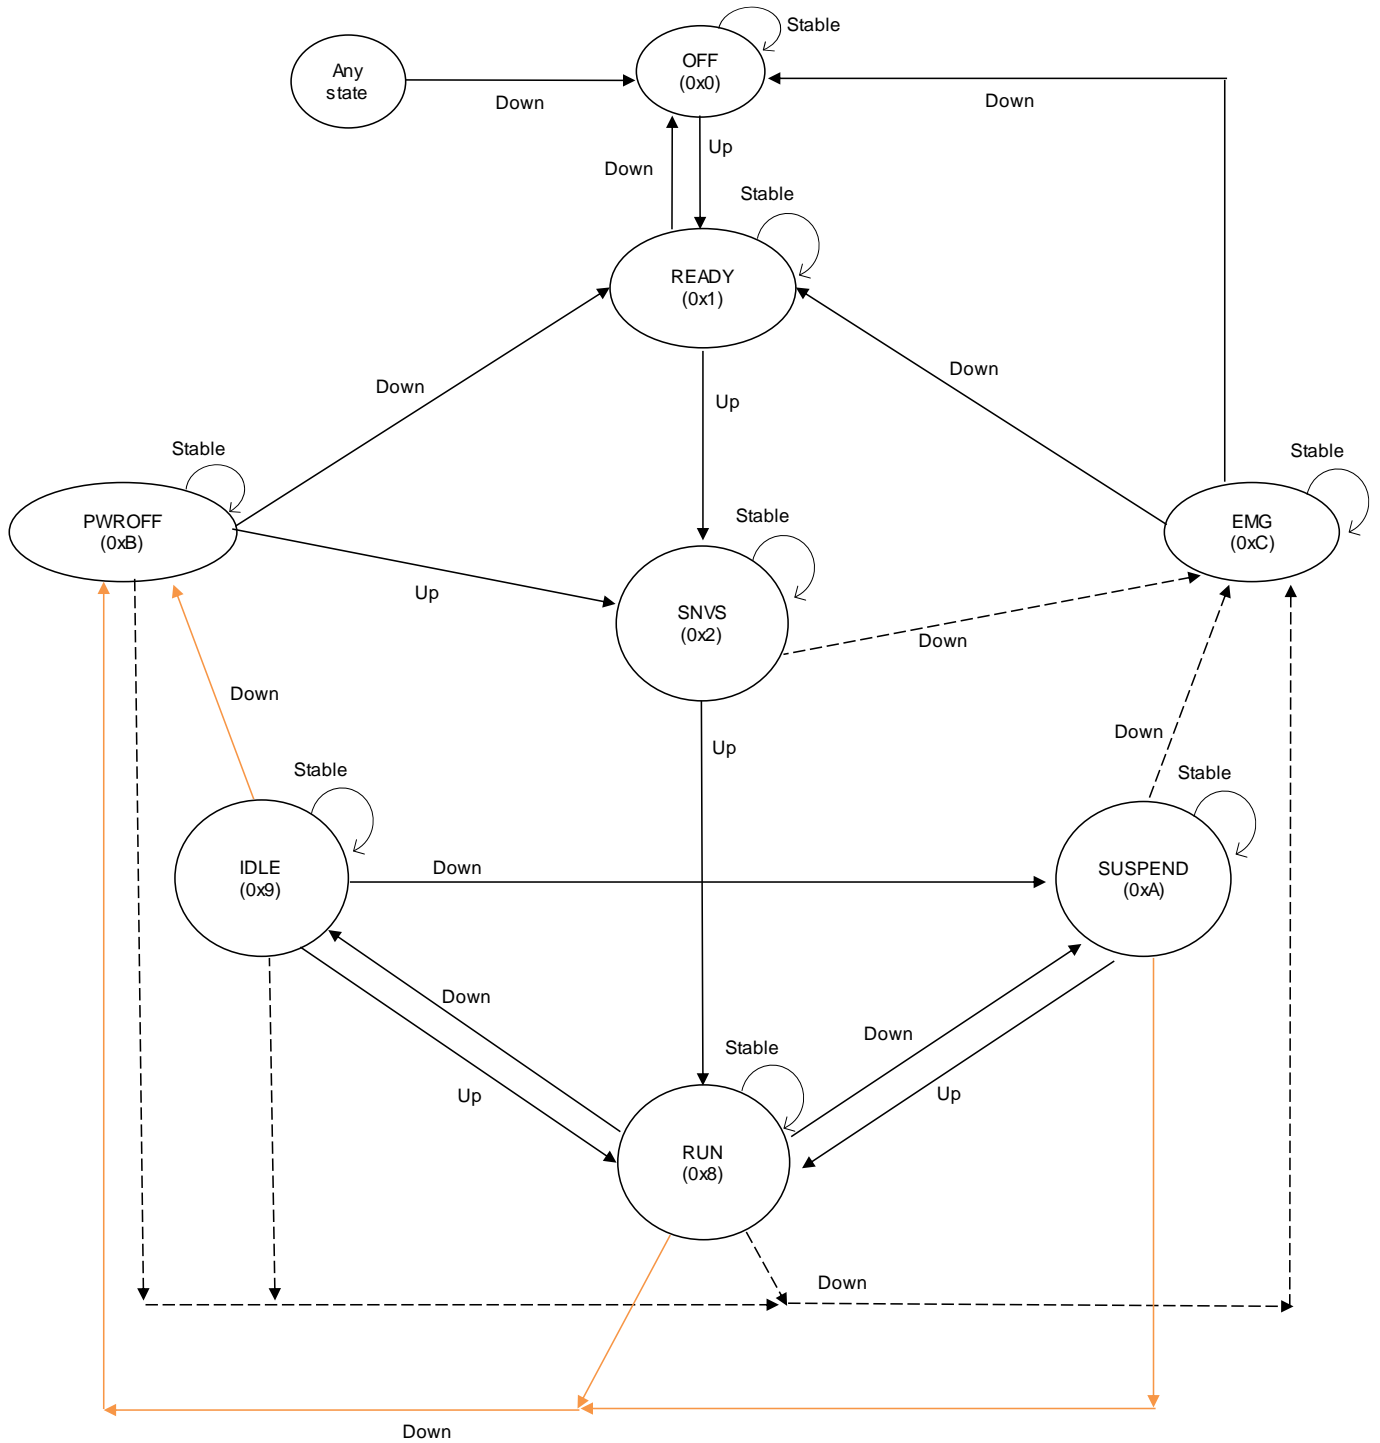 Stable
OFF
(0x0)
Any
state
Down
Down
Up
Down
Stable
READY
(0x1)
Down
Down
Up
Stable
Stable
Stable
PWROFF
(0xB)
EMG
(0xC)
Up
SNVS
(0x2)
Down
Down
Down
Up
Stable
Stable
IDLE
(0x9)
Down
SUSPEND
(0xA)
Down
Down
Stable
Up
Up
RUN
(0x8)
Down
Down